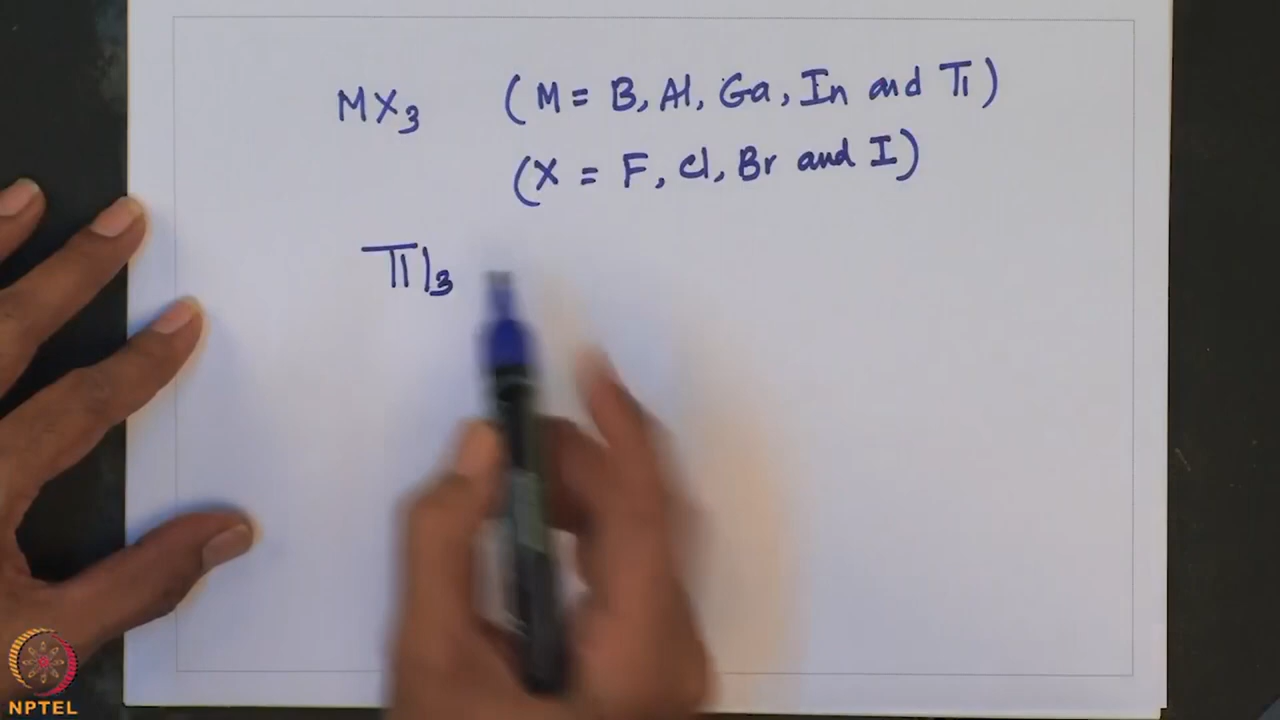 MX₃ (M = B, Al, Ga, In and Tl)
(X = F, Cl, Br and I)
TlI₃
NPTEL